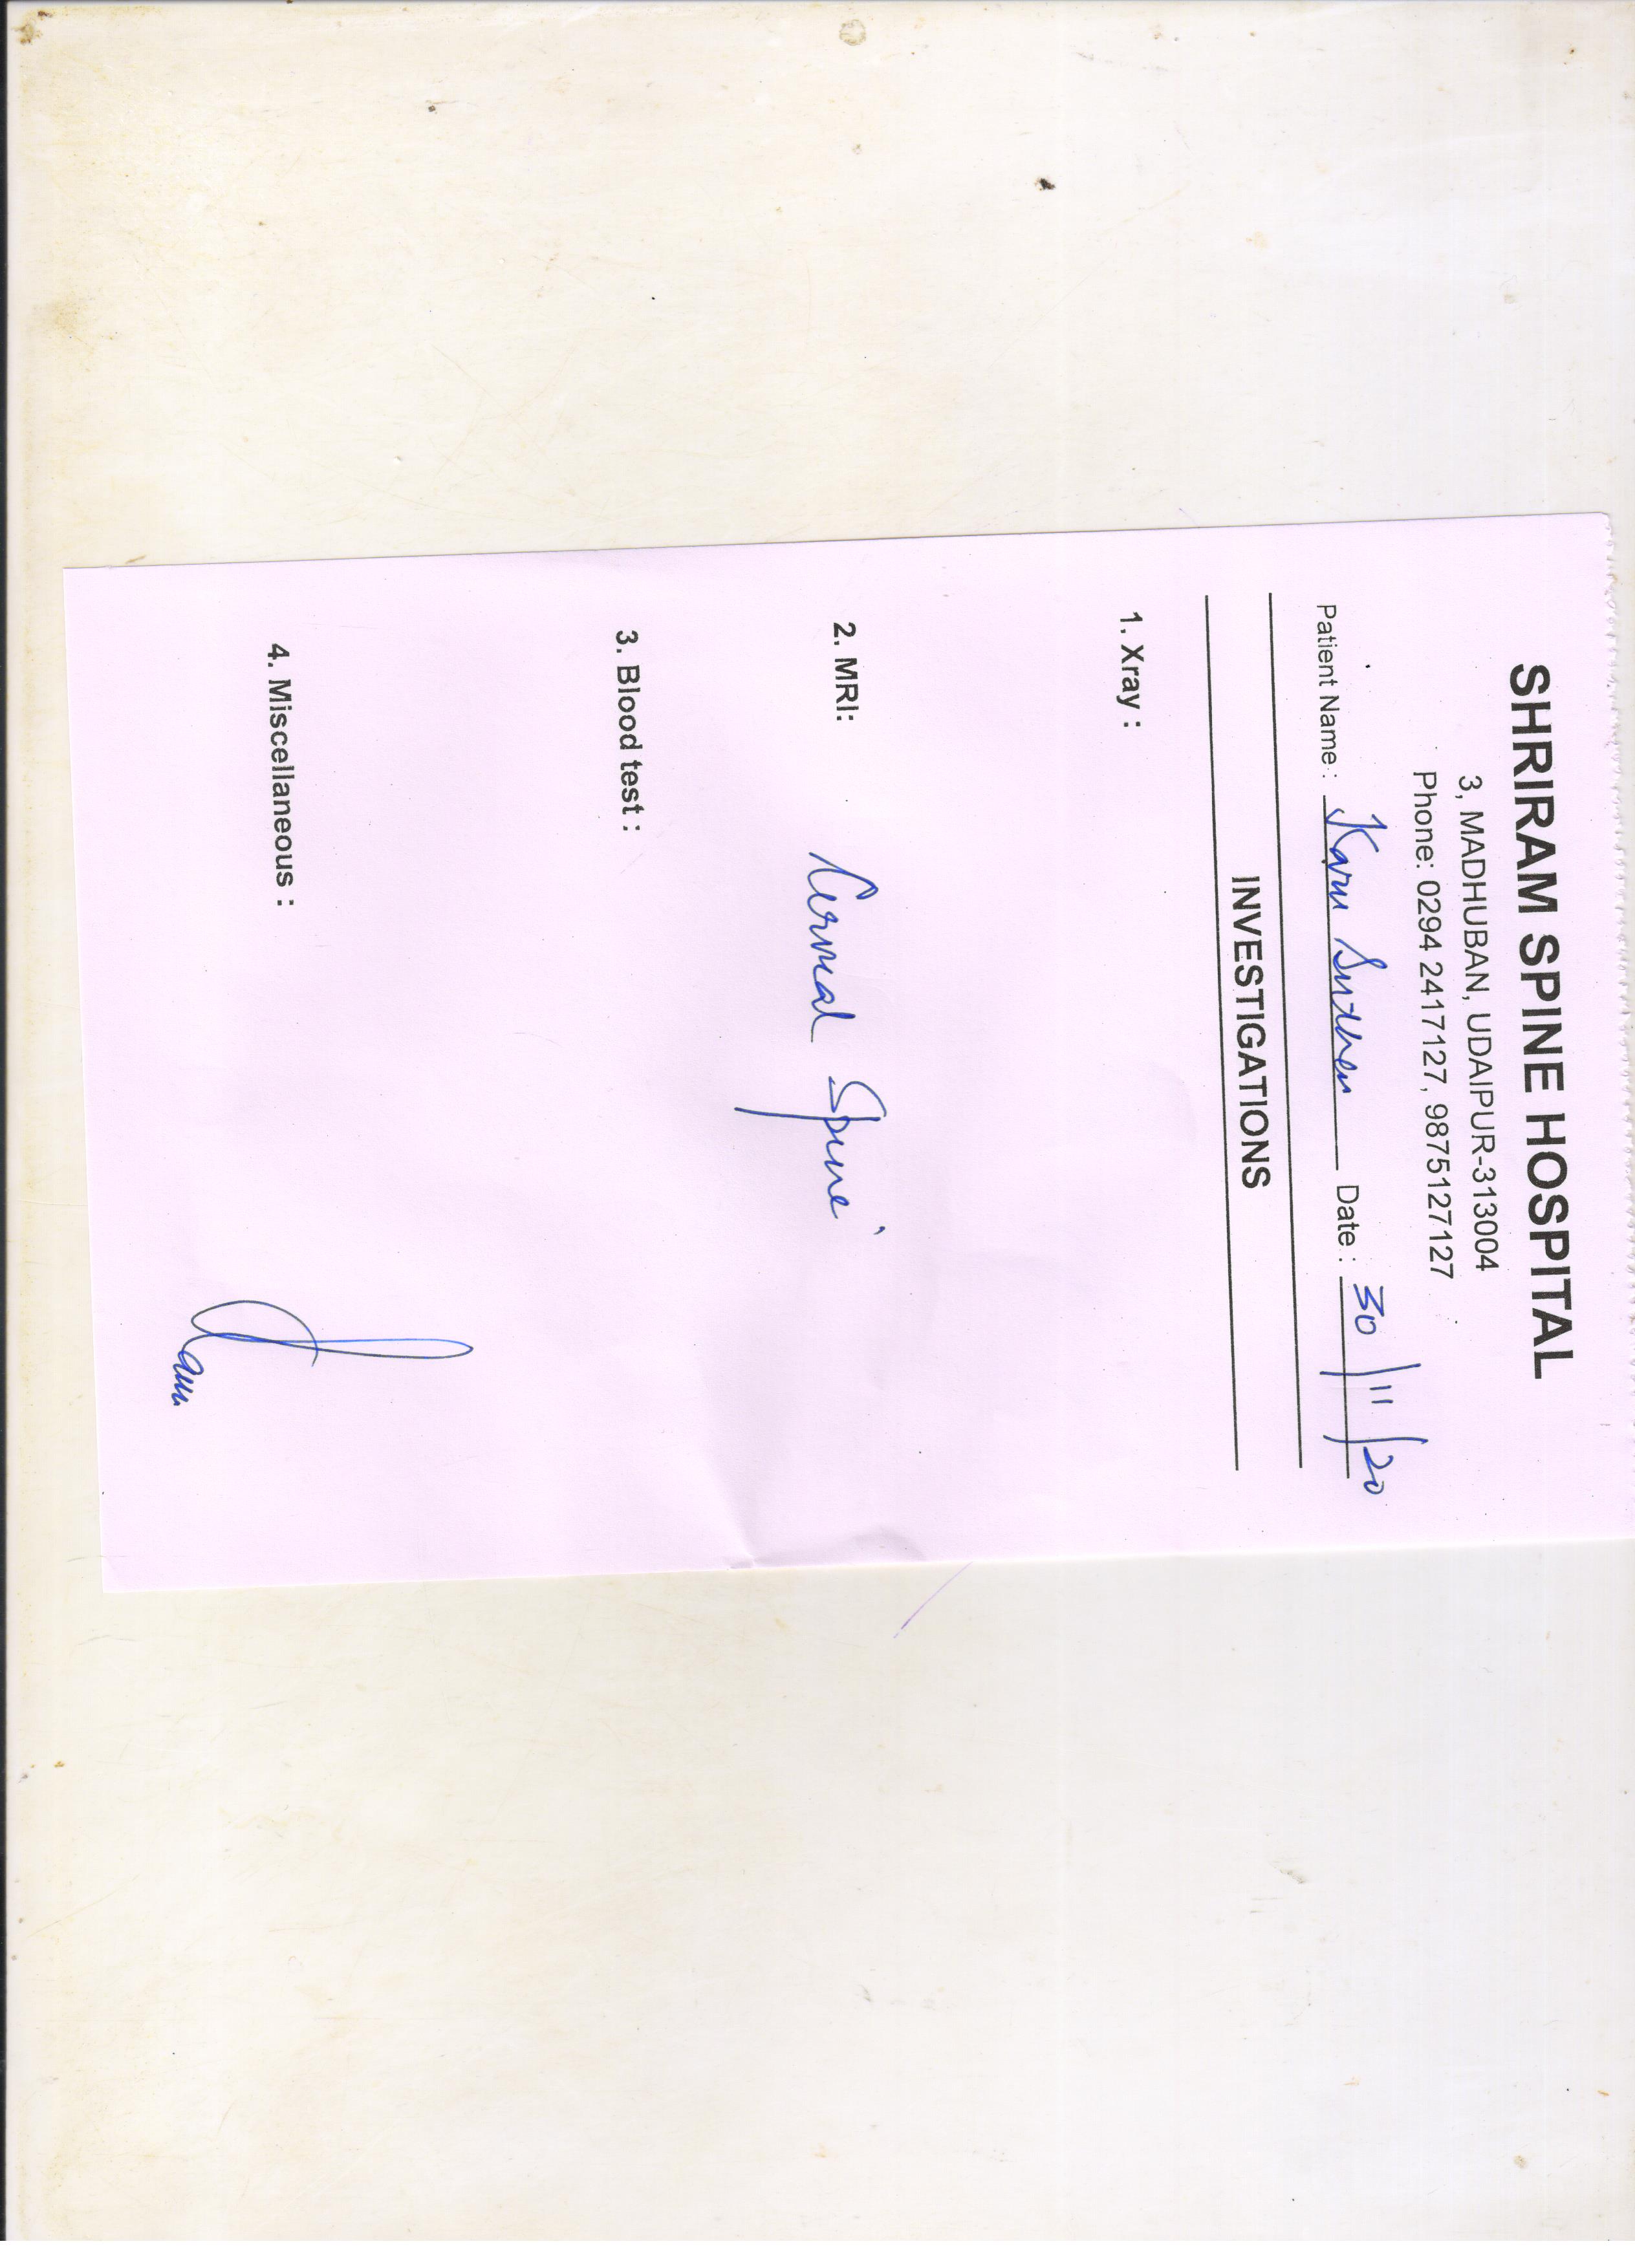 SHRIRAM SPINE HOSPITAL
3, MADHUBAN, UDAIPUR-313004
Phone: 0294 2417127, 9875127127
Patient Name : Date : 30/11/20
INVESTIGATIONS
1. Xray :
2. MRI: Cervical Spine
3. Blood test :
4. Miscellaneous :